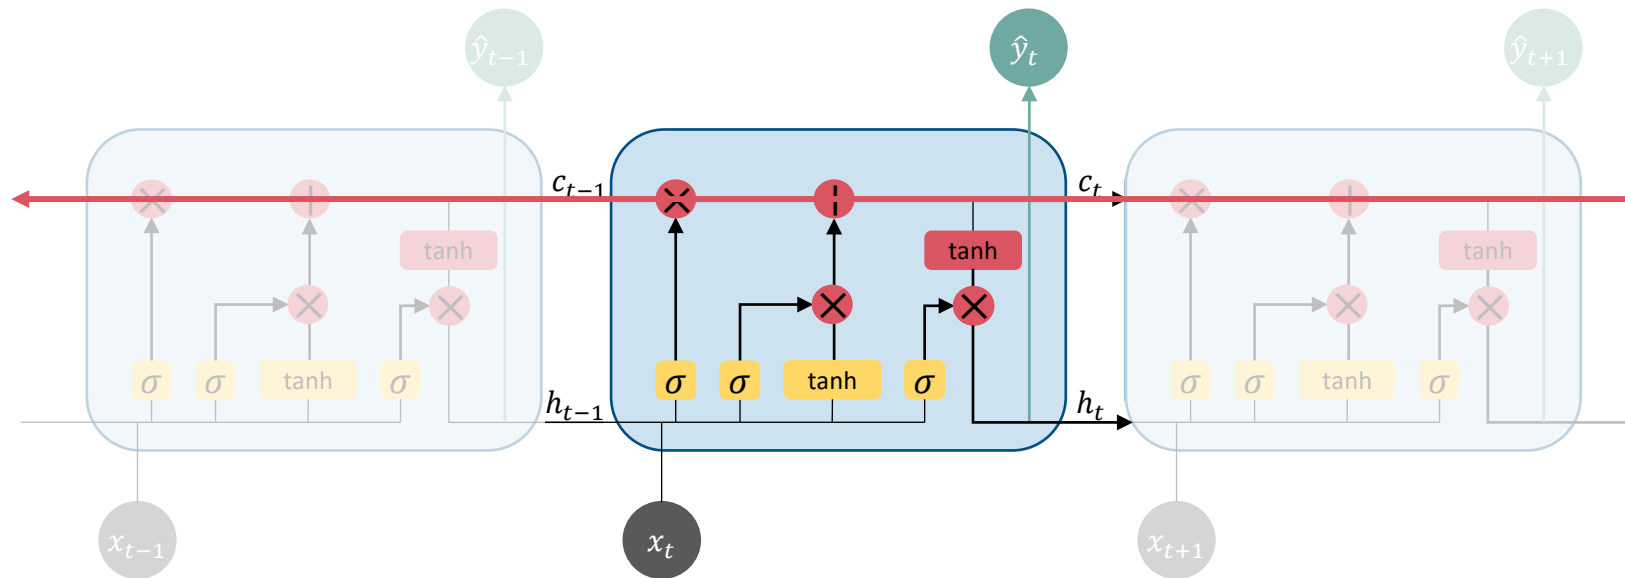 ŷₜ₋₁ ŷₜ ŷₜ₊₁
cₜ₋₁ cₜ
tanh tanh tanh
σ σ tanh σ σ σ tanh σ σ σ tanh σ
hₜ₋₁ hₜ
xₜ₋₁ xₜ xₜ₊₁